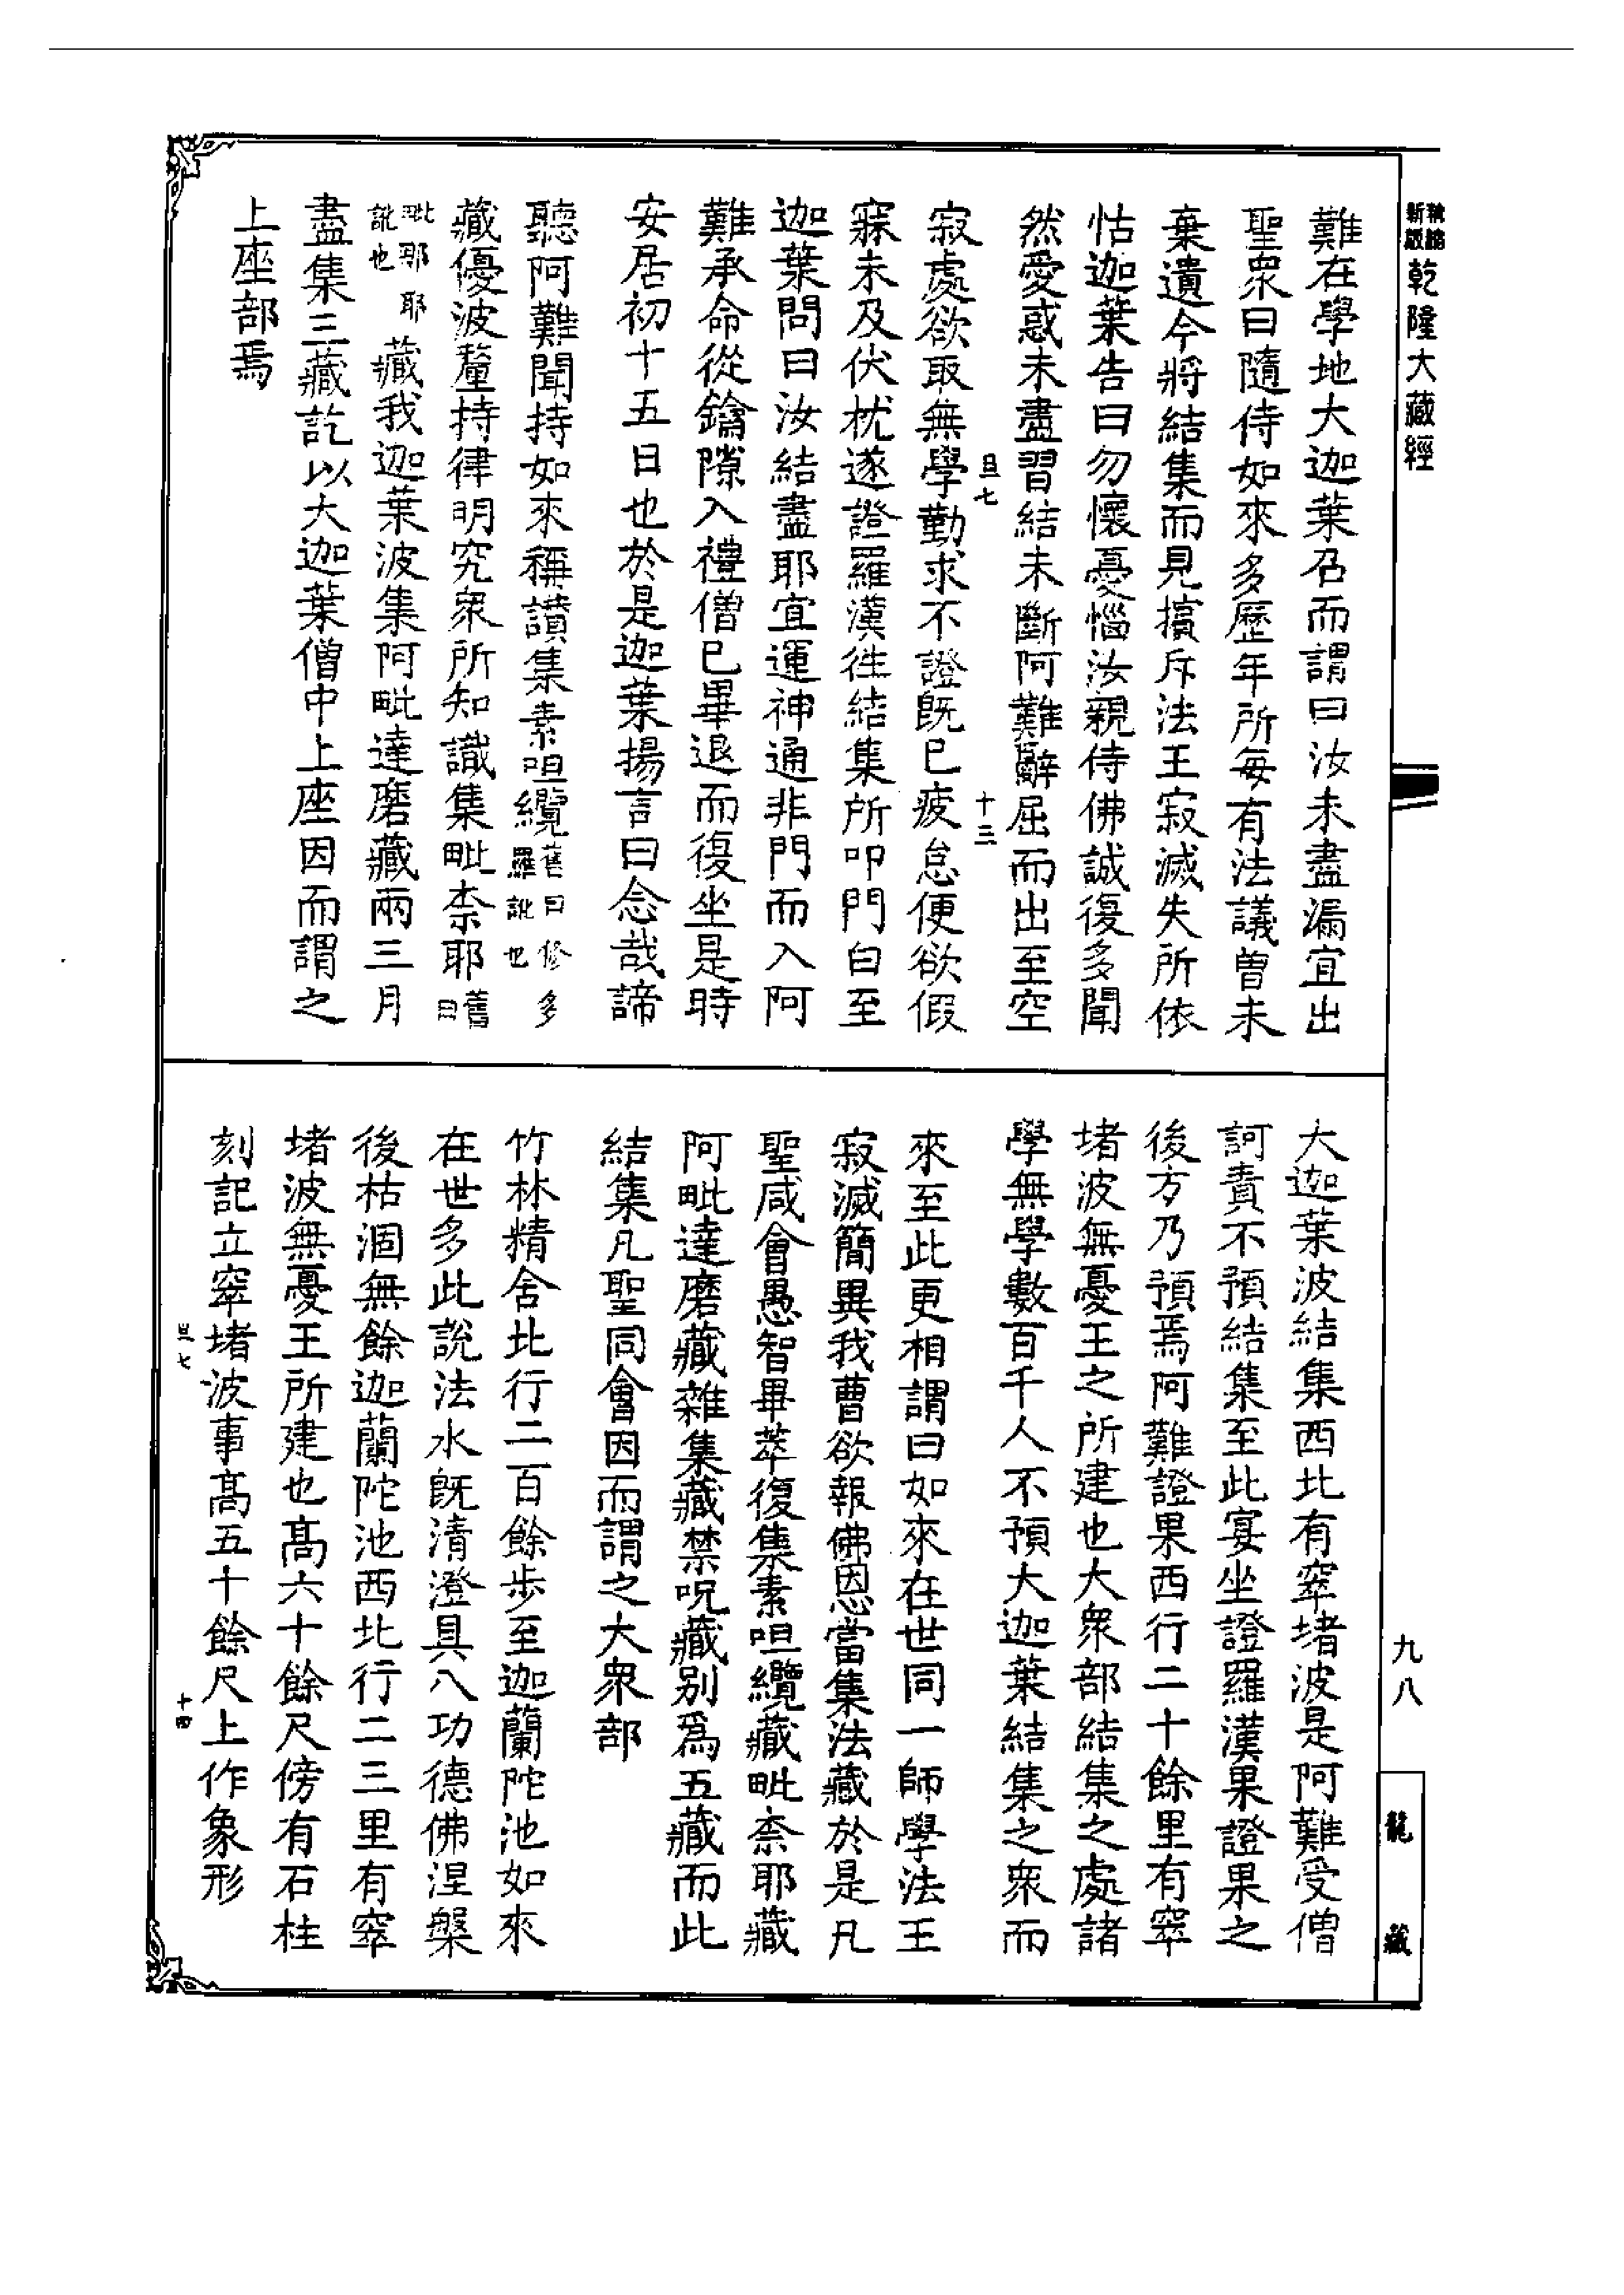 新版
乾隆大藏經
難在學地大迦葉召而謂曰汝未盡漏宜出
聖衆曰隨侍如來多歷年所每有法議曽未
棄遺今將結集而見擯斥法王寂滅失所依
怙迦葉告曰勿懷憂惱汝親侍佛誠復多聞
然愛惑未盡習結未斷阿難辭屈而出至空
旦七
十三
寂處欲取無學勤求不證旣已疲怠便欲假
寐未及伏枕遂證羅漢徃結集所叩門白至
迦葉問曰汝結盡耶宜運神通非門而入阿
難承命從鑰隙入禮僧已畢退而復坐是時
安居初十五日也於是迦葉揚言曰念哉諦
聽阿難聞持如來稱讃集素呾纜舊曰修多羅訛也
藏優波釐持律明究衆所知識集毗柰耶舊曰
毗那耶訛也藏我迦葉波集阿毗達磨藏兩三月
盡集三藏訖以大迦葉僧中上座因而謂之
上座部焉
大迦葉波結集西北有窣堵波是阿難受僧
訶責不預結集至此宴坐證羅漢果證果之
後方乃預焉阿難證果西行二十餘里有窣
堵波無憂王之所建也大衆部結集之處諸
學無學數百千人不預大迦葉結集之衆而
來至此更相謂曰如來在世同一師學法王
寂滅簡異我曹欲報佛恩當集法藏於是凡
聖咸會愚智畢萃復集素呾纜藏毗柰耶藏
阿毗達磨藏雜集藏禁呪藏别爲五藏而此
結集凡聖同會因而謂之大衆部
竹林精舍北行二百餘步至迦蘭陀池如來
在世多此說法水旣清澄具八功德佛涅槃
後枯涸無餘迦蘭陀池西北行二三里有窣
堵波無憂王所建也髙六十餘尺傍有石柱
刻記立窣堵波事髙五十餘尺上作象形
旦七
十四
九八
龍藏